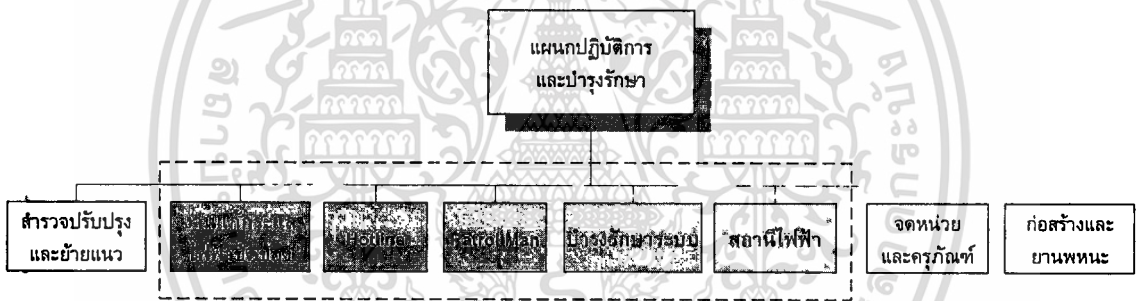 แผนกปฏิบัติการ
และบำรุงรักษา
สำรวจปรับปรุง
และย้ายแนว
Hotline
PatrolMan
บำรุงรักษาระบบ
สถานีไฟฟ้า
จดหน่วย
และครุภัณฑ์
ก่อสร้างและ
ยานพหนะ